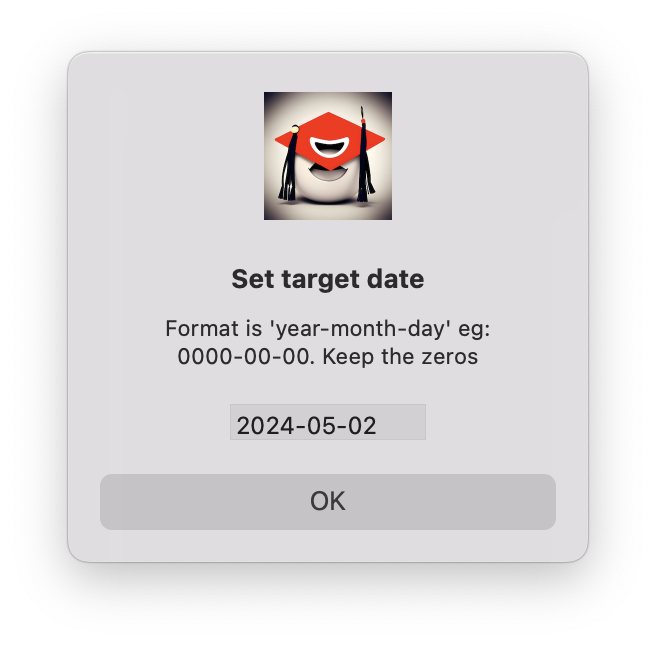 Set target date
Format is 'year-month-day' eg:
0000-00-00. Keep the zeros
2024-05-02
OK